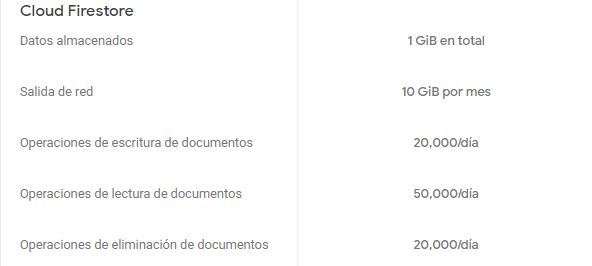 Cloud Firestore
Datos almacenados 1 GiB en total
Salida de red 10 GiB por mes
Operaciones de escritura de documentos 20,000/día
Operaciones de lectura de documentos 50,000/día
Operaciones de eliminación de documentos 20,000/día